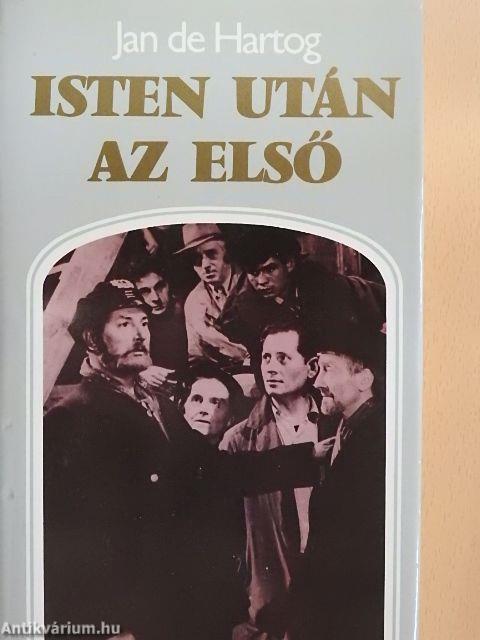 Jan de Hartog
ISTEN UTÁN
AZ ELSŐ
Antikvárium.hu